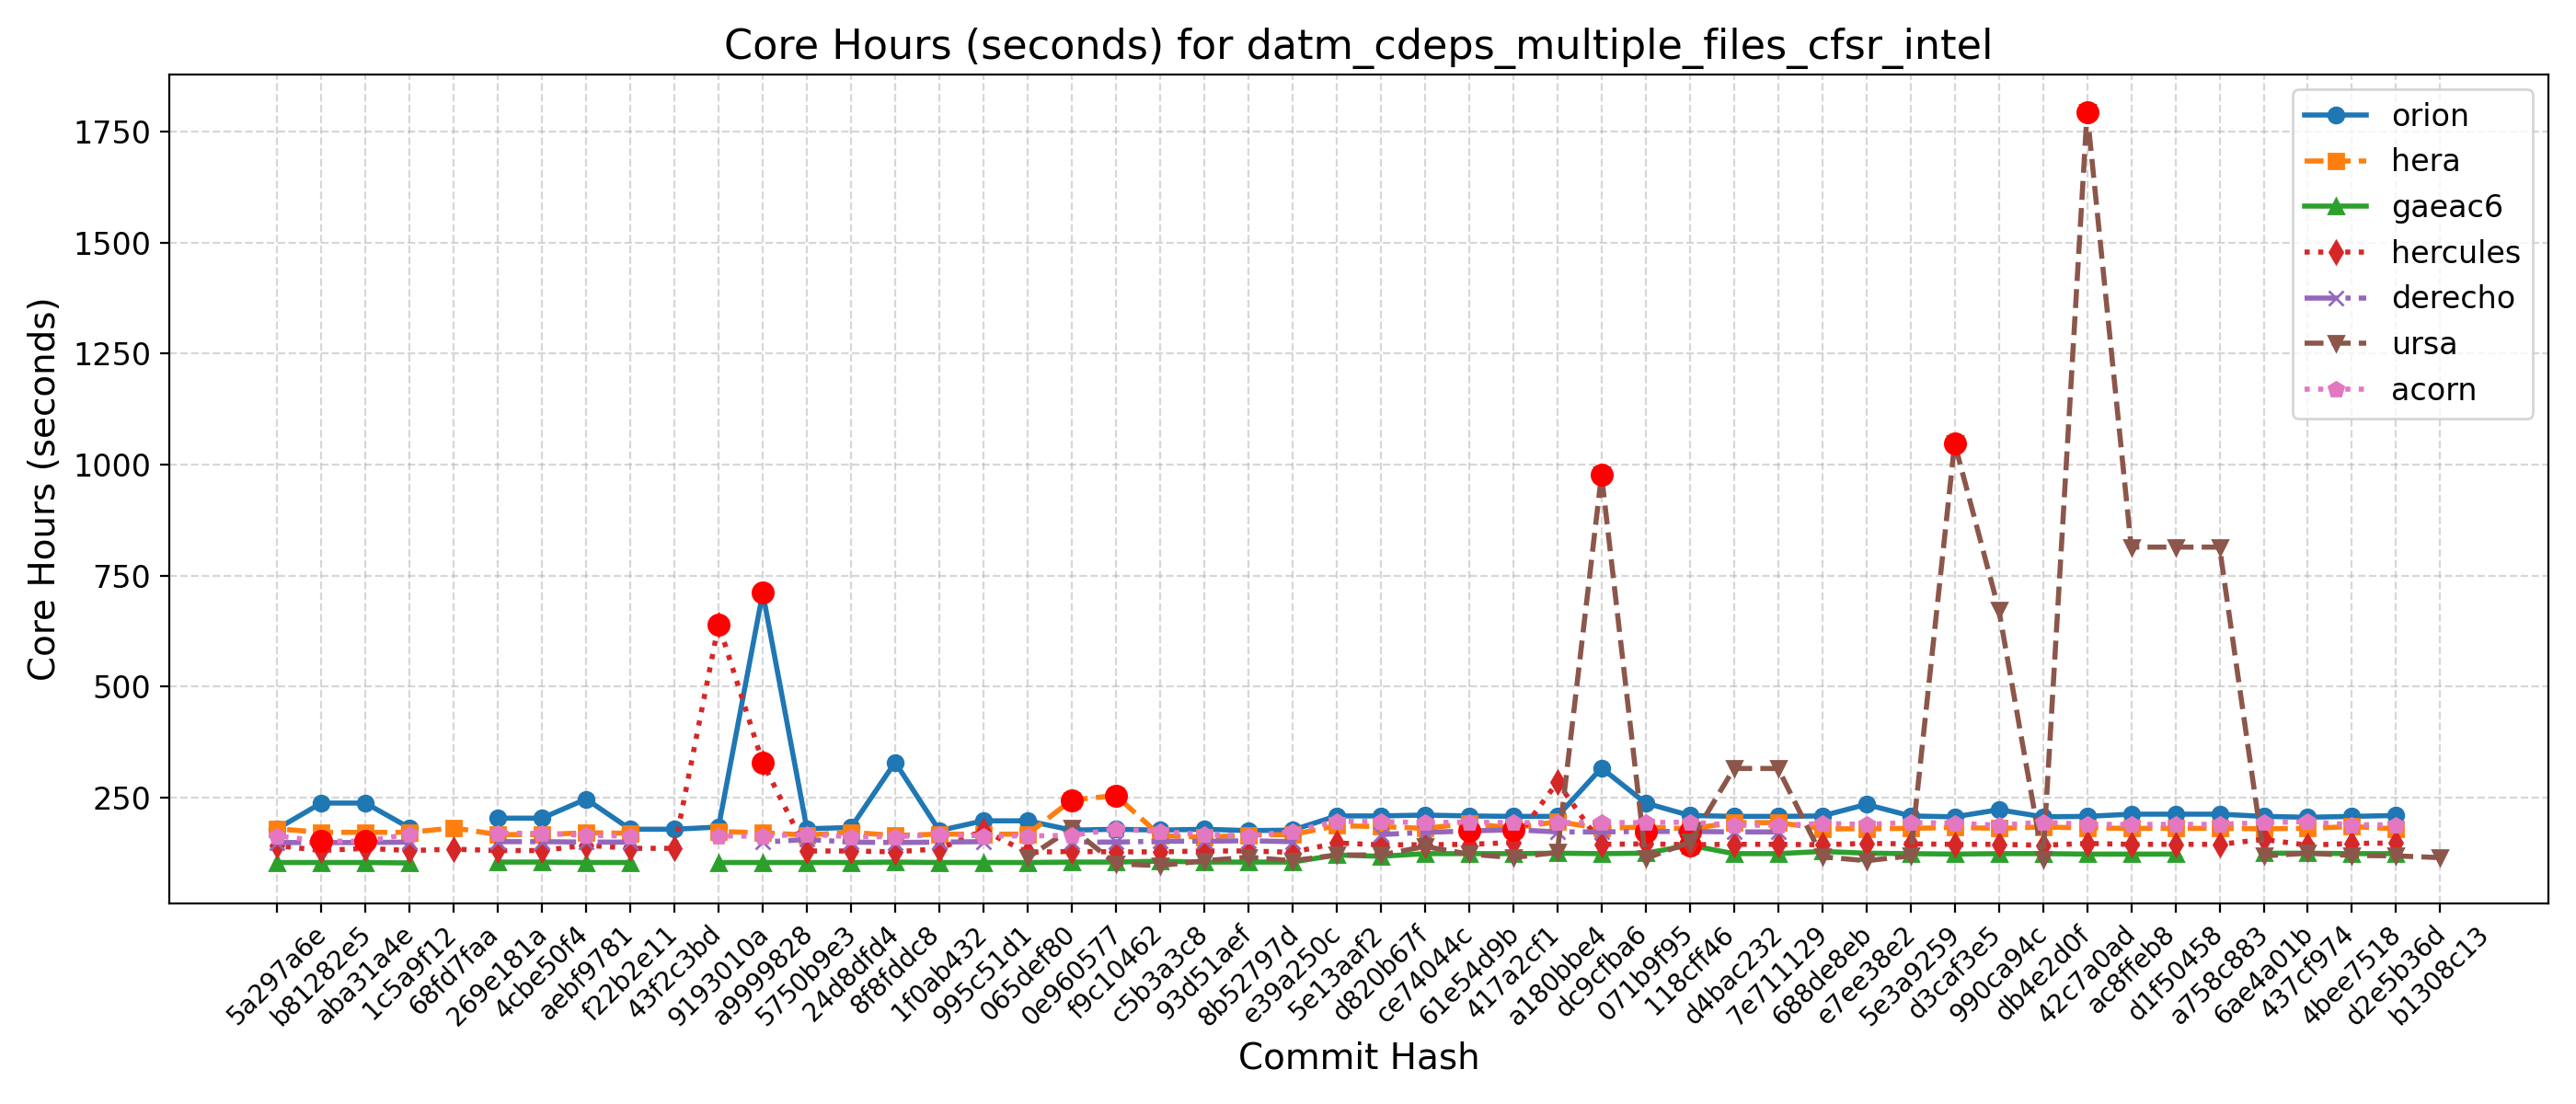 Core Hours (seconds) for datm_cdeps_multiple_files_cfsr_intel
Core Hours (seconds)
1750
1500
1250
1000
750
500
250
orion
hera
gaeac6
hercules
derecho
ursa
acorn
5a297a6e
b81282e5
aba31a4e
1c5a9f12
68fd7faa
269e181a
4cbe50f4
aebf9781
f22b2e11
43f2c3bd
9193010a
a9999828
5750b9e3
24d8dfd4
8f8fddc8
1f0ab432
995c51d1
065def80
0e960577
f9c10462
c5b3a3c8
93d51aef
8b52797d
e39a250c
5e13aaf2
d820b67f
ce74044c
61e54d9b
417a2cf1
a180bbe4
dc9cfba6
071b9f95
118cff46
d4bac232
7e711129
688de8eb
e7ee38e2
5e3a9259
d3caf3e5
990ca94c
db4e2d0f
42c7a0ad
ac8ffeb8
d1f50458
a758c883
6ae4a01b
437cf974
4bee7518
d2e5b36d
b1308c13
Commit Hash